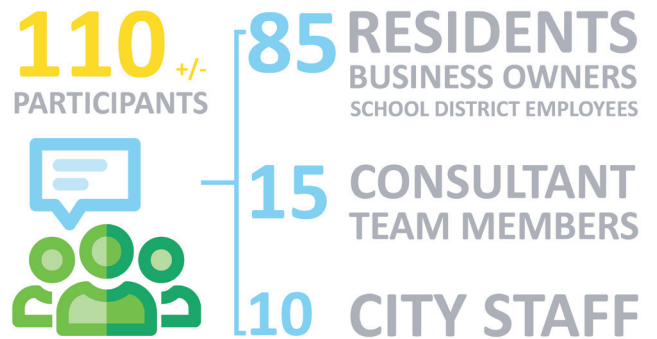 110 +/-
PARTICIPANTS
85 RESIDENTS
BUSINESS OWNERS
SCHOOL DISTRICT EMPLOYEES
15 CONSULTANT
TEAM MEMBERS
10 CITY STAFF